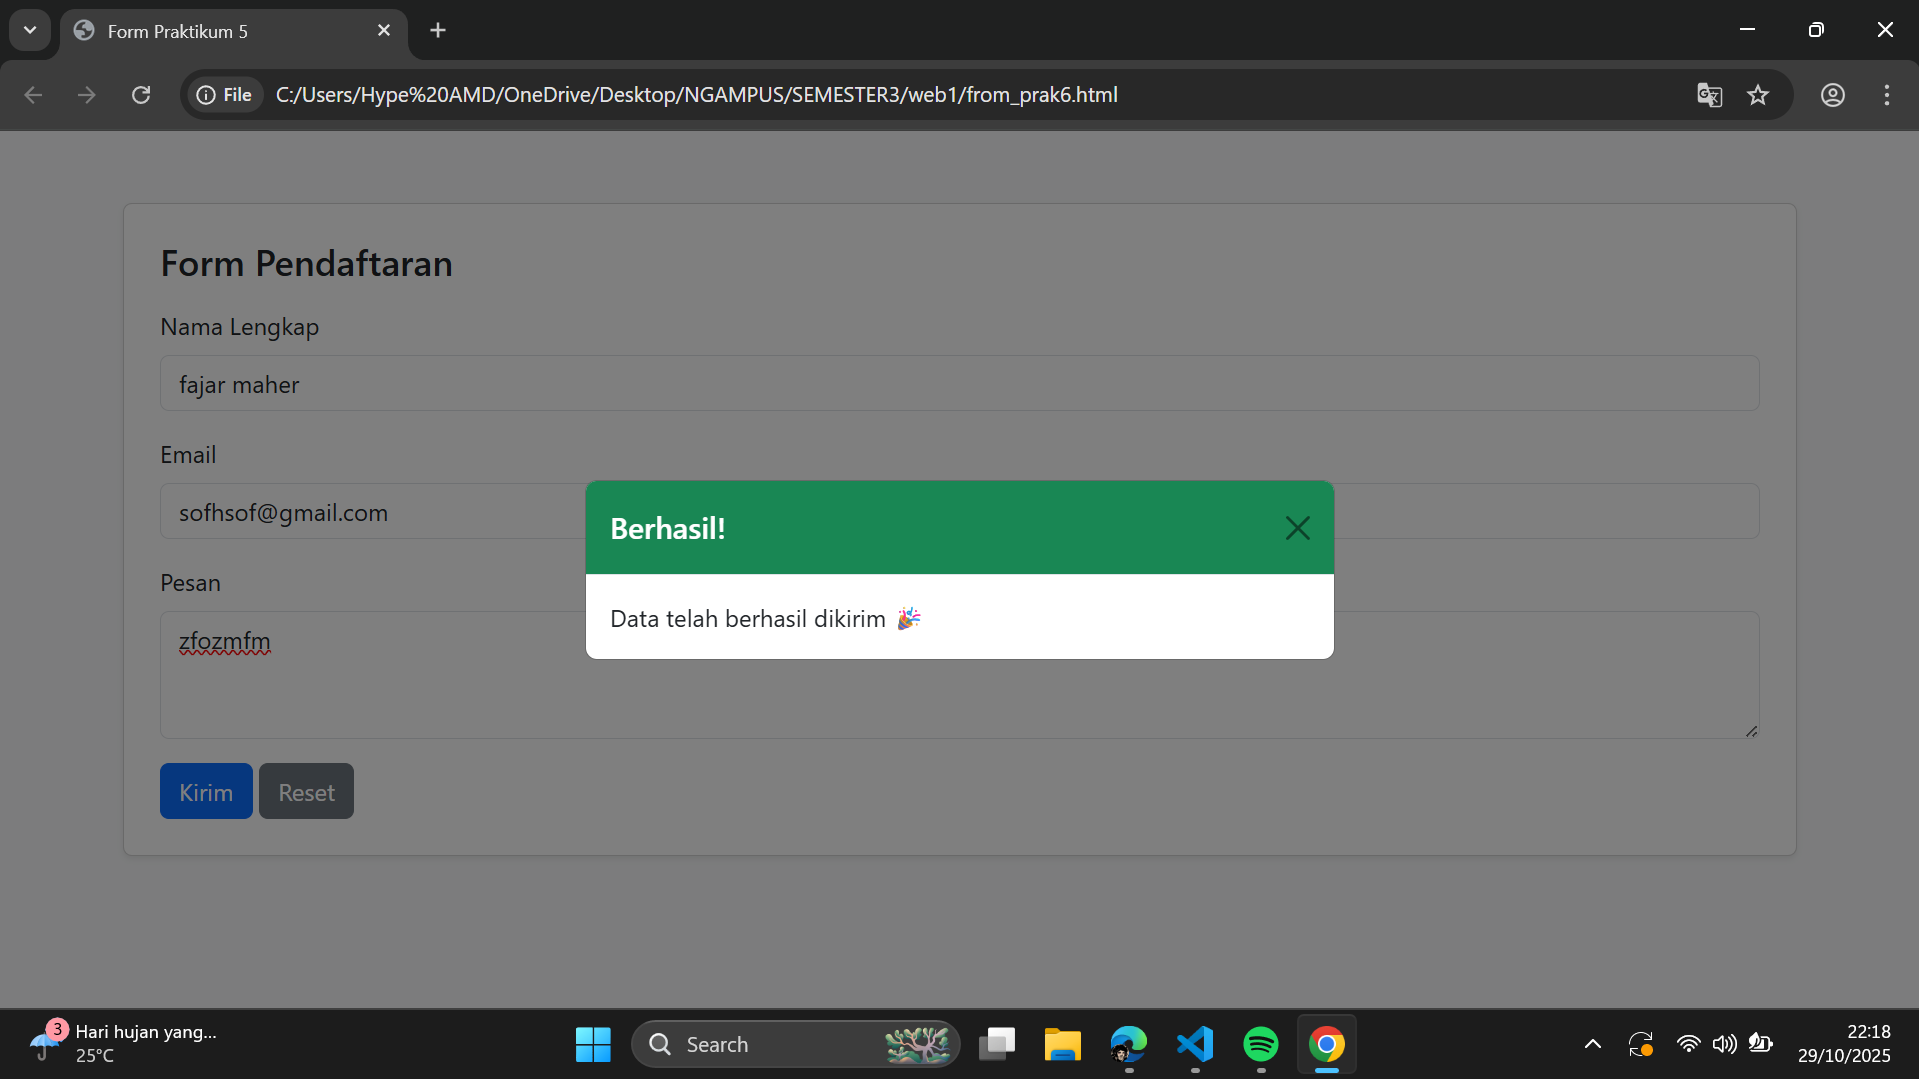 Form Praktikum 5
File
C:/Users/Hype%20AMD/OneDrive/Desktop/NGAMPUS/SEMESTER3/web1/from_prak6.html
Form Pendaftaran
Nama Lengkap
fajar maher
Email
sofhsof@gmail.com
Berhasil!
Data telah berhasil dikirim 🎉
Pesan
zfozmfm
Kirim
Reset
3
Hari hujan yang...
25°C
Search
22:18
29/10/2025